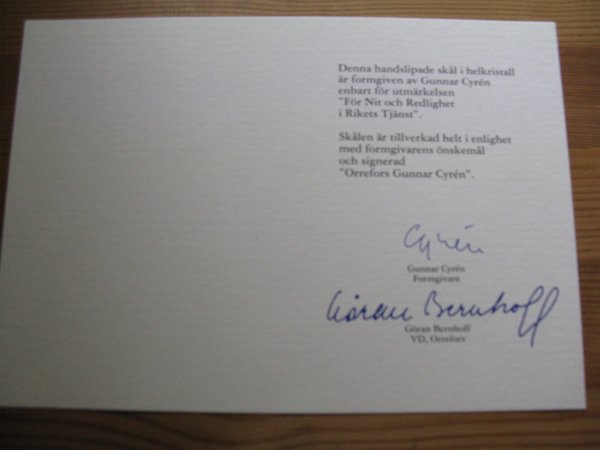 Denna handslipade skål i helkristall
är formgiven av Gunnar Cyrén
enbart för utmärkelsen
"För Nit och Redlighet
i Rikets Tjänst".
Skålen är tillverkad helt i enlighet
med formgivarens önskemål
och signerad
"Orrefors Gunnar Cyrén".
Cyrén
Gunnar Cyrén
Formgivare
Göran Bernhoff
Göran Bernhoff
VD, Orrefors